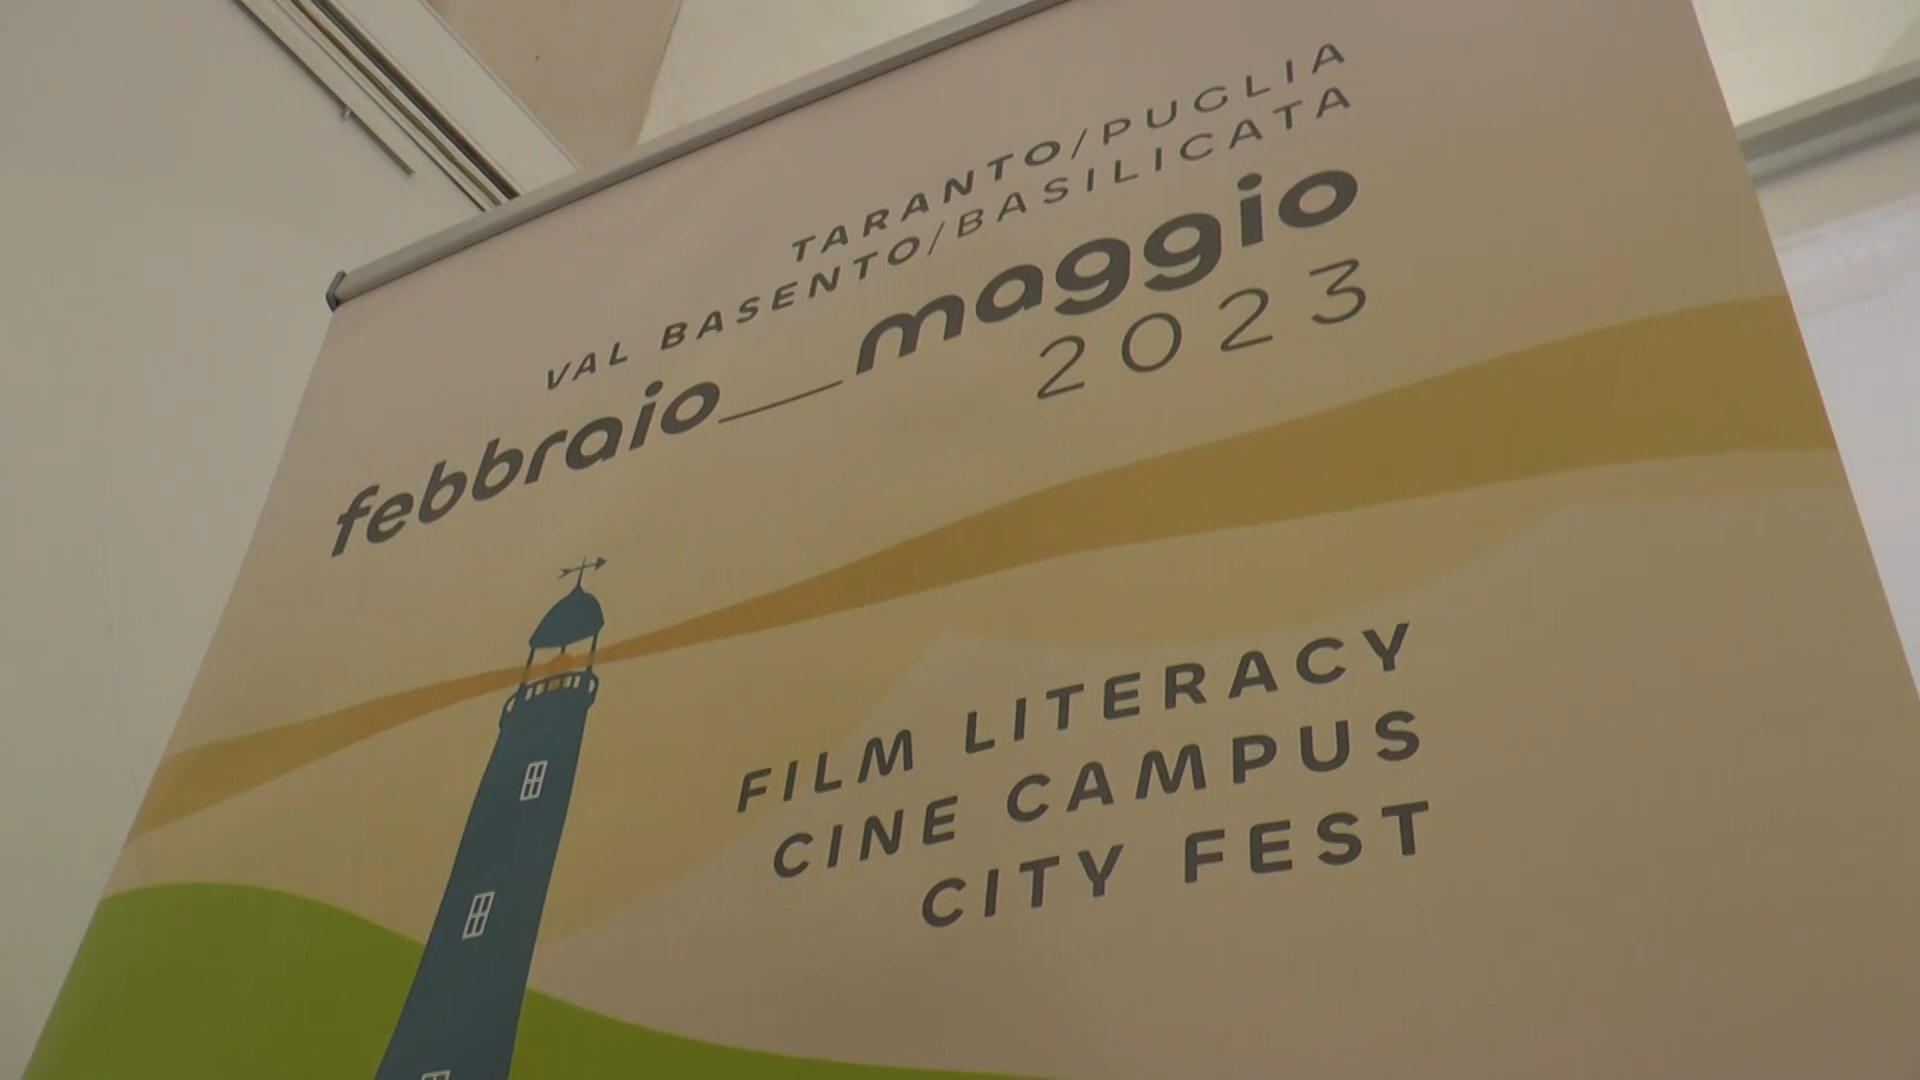 TARANTO/PUGLIA
VAL BASENTO/BASILICATA
febbraio__maggio
2023
FILM LITERACY
CINE CAMPUS
CITY FEST